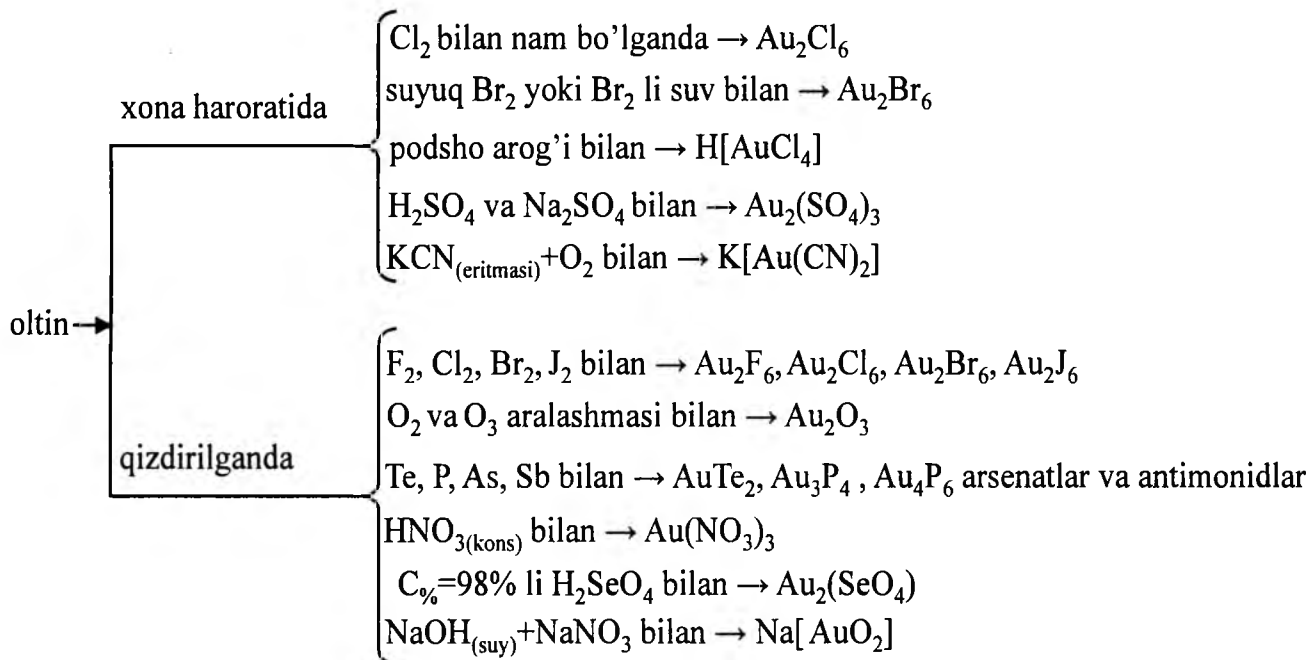 Cl₂ bilan nam bo’lganda → Au₂Cl₆
suyuq Br₂ yoki Br₂ li suv bilan → Au₂Br₆
xona haroratida
podsho arog’i bilan → H[AuCl₄]
H₂SO₄ va Na₂SO₄ bilan → Au₂(SO₄)₃
KCN₍eritmasi₎+O₂ bilan → K[Au(CN)₂]
oltin→
F₂, Cl₂, Br₂, J₂ bilan → Au₂F₆, Au₂Cl₆, Au₂Br₆, Au₂J₆
O₂ va O₃ aralashmasi bilan → Au₂O₃
qizdirilganda
Te, P, As, Sb bilan → AuTe₂, Au₃P₄ , Au₄P₆ arsenatlar va antimonidlar
HNO₃₍kons₎ bilan → Au(NO₃)₃
C%=98% li H₂SeO₄ bilan → Au₂(SeO₄)
NaOH₍suy₎+NaNO₃ bilan → Na[ AuO₂]